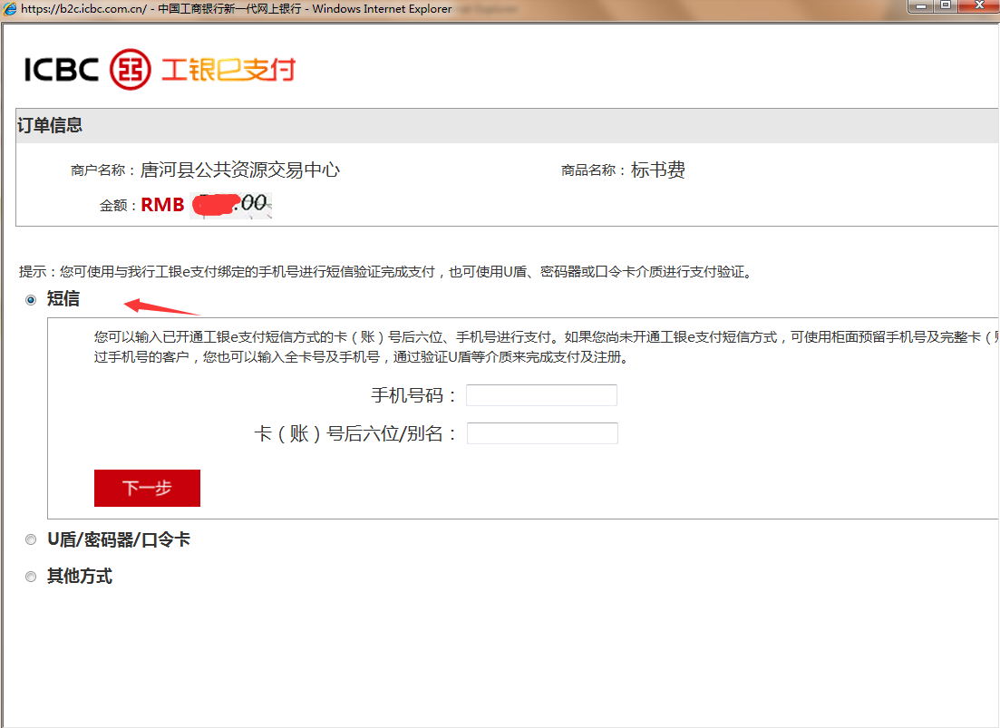 https://b2c.icbc.com.cn/ - 中国工商银行新一代网上银行 - Windows Internet Explorer
ICBC 工银e支付
订单信息
商户名称：唐河县公共资源交易中心 商品名称：标书费
金额：RMB .00
提示：您可使用与我行工银e支付绑定的手机号进行短信验证完成支付，也可使用U盾、密码器或口令卡介质进行支付验证。
短信
您可以输入已开通工银e支付短信方式的卡（账）号后六位、手机号进行支付。如果您尚未开通工银e支付短信方式，可使用柜面预留手机号及完整卡（账
过手机号的客户，您也可以输入全卡号及手机号，通过验证U盾等介质来完成支付及注册。
手机号码：
卡（账）号后六位/别名：
下一步
U盾/密码器/口令卡
其他方式